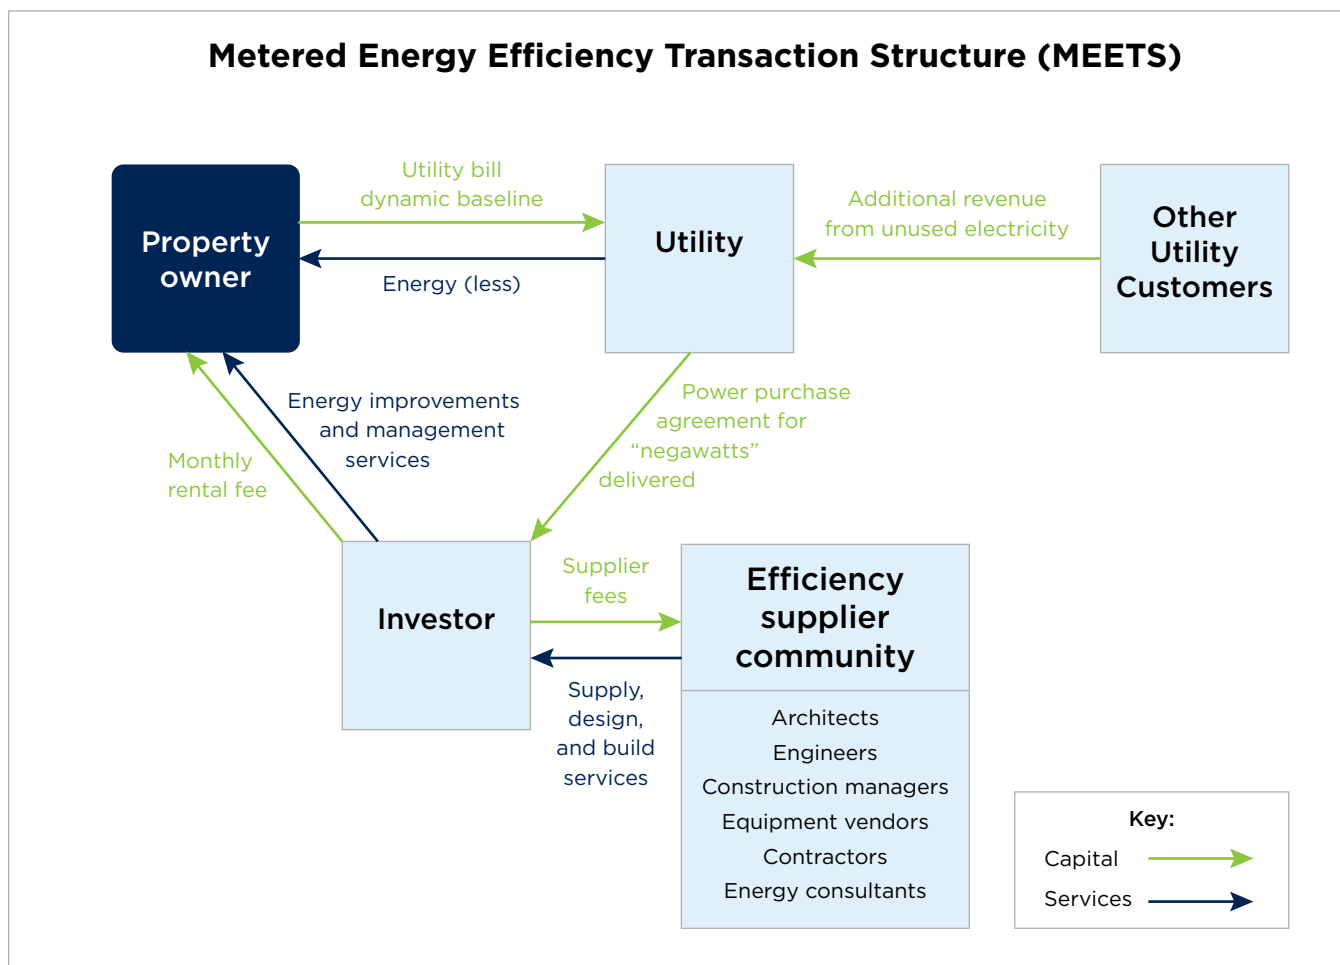 Metered Energy Efficiency Transaction Structure (MEETS)
Property
owner
Utility bill
dynamic baseline
Energy (less)
Utility
Additional revenue
from unused electricity
Other
Utility
Customers
Energy improvements
and management
services
Monthly
rental fee
Power purchase
agreement for
“negawatts”
delivered
Investor
Supplier
fees
Supply,
design,
and build
services
Efficiency
supplier
community
Architects
Engineers
Construction managers
Equipment vendors
Contractors
Energy consultants
Key:
Capital
Services